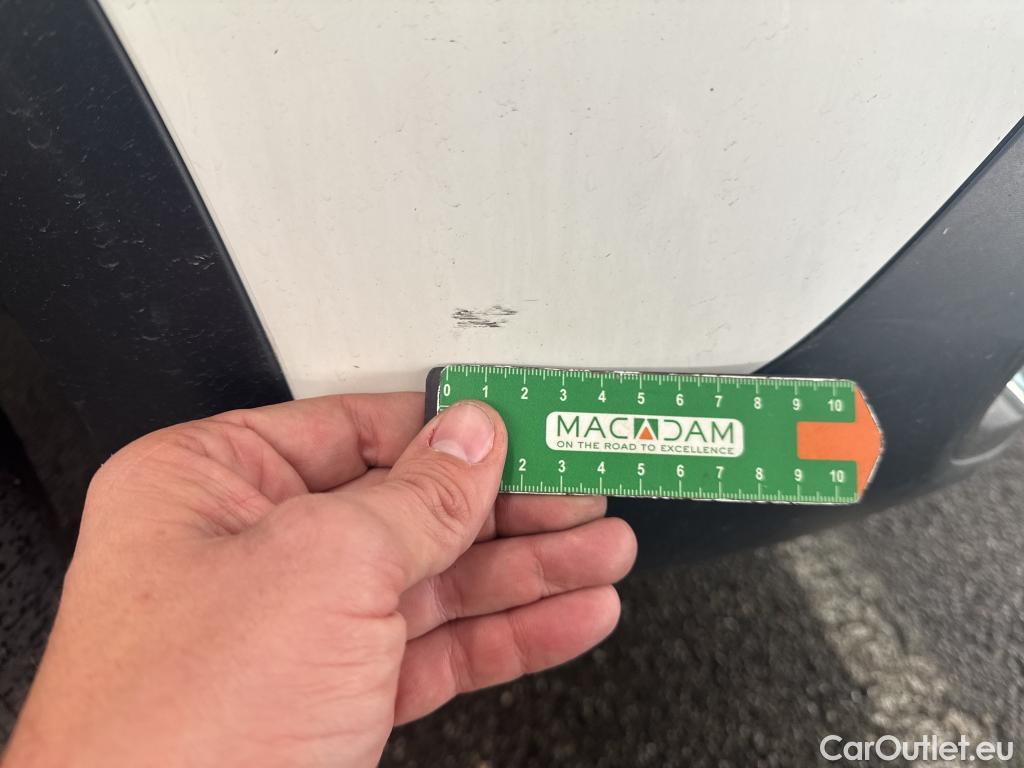 0 1 2 3 4 5 6 7 8 9 10
MACADAM
ON THE ROAD TO EXCELLENCE
2 3 4 5 6 7 8 9 10
CarOutlet.eu